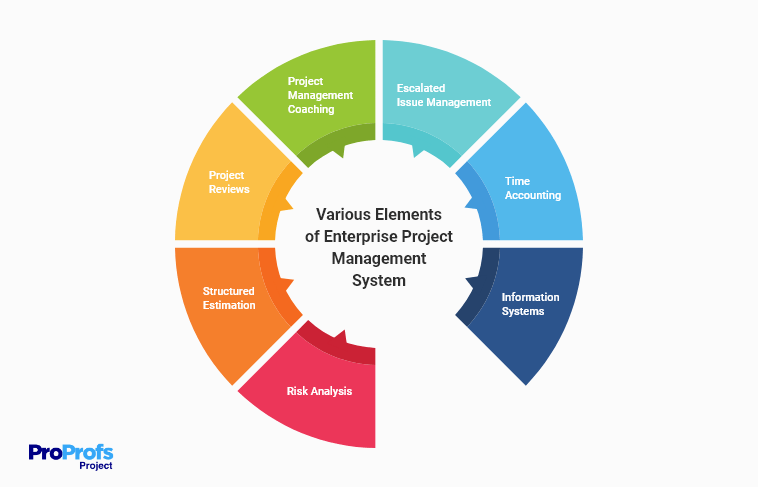 Project
Management
Coaching
Escalated
Issue Management
Time
Accounting
Information
Systems
Risk Analysis
Structured
Estimation
Project
Reviews
Various Elements
of Enterprise Project
Management
System
ProProfs
Project